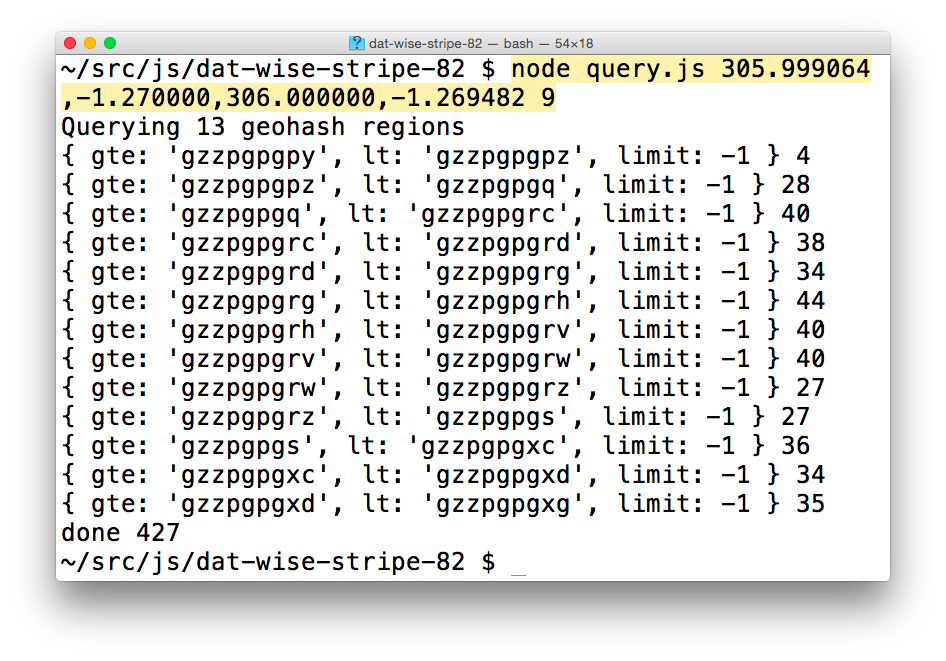 dat-wise-stripe-82 — bash — 54×18
~/src/js/dat-wise-stripe-82 $ node query.js 305.999064
,-1.270000,306.000000,-1.269482 9
Querying 13 geohash regions
{ gte: 'gzzpgpgpy', lt: 'gzzpgpgpz', limit: -1 } 4
{ gte: 'gzzpgpgpz', lt: 'gzzpgpgq', limit: -1 } 28
{ gte: 'gzzpgpgq', lt: 'gzzpgpgrc', limit: -1 } 40
{ gte: 'gzzpgpgrc', lt: 'gzzpgpgrd', limit: -1 } 38
{ gte: 'gzzpgpgrd', lt: 'gzzpgpgrg', limit: -1 } 34
{ gte: 'gzzpgpgrg', lt: 'gzzpgpgrh', limit: -1 } 44
{ gte: 'gzzpgpgrh', lt: 'gzzpgpgrv', limit: -1 } 40
{ gte: 'gzzpgpgrv', lt: 'gzzpgpgrw', limit: -1 } 40
{ gte: 'gzzpgpgrw', lt: 'gzzpgpgrz', limit: -1 } 27
{ gte: 'gzzpgpgrz', lt: 'gzzpgpgs', limit: -1 } 27
{ gte: 'gzzpgpgs', lt: 'gzzpgpgxc', limit: -1 } 36
{ gte: 'gzzpgpgxc', lt: 'gzzpgpgxd', limit: -1 } 34
{ gte: 'gzzpgpgxd', lt: 'gzzpgpgxg', limit: -1 } 35
done 427
~/src/js/dat-wise-stripe-82 $ _